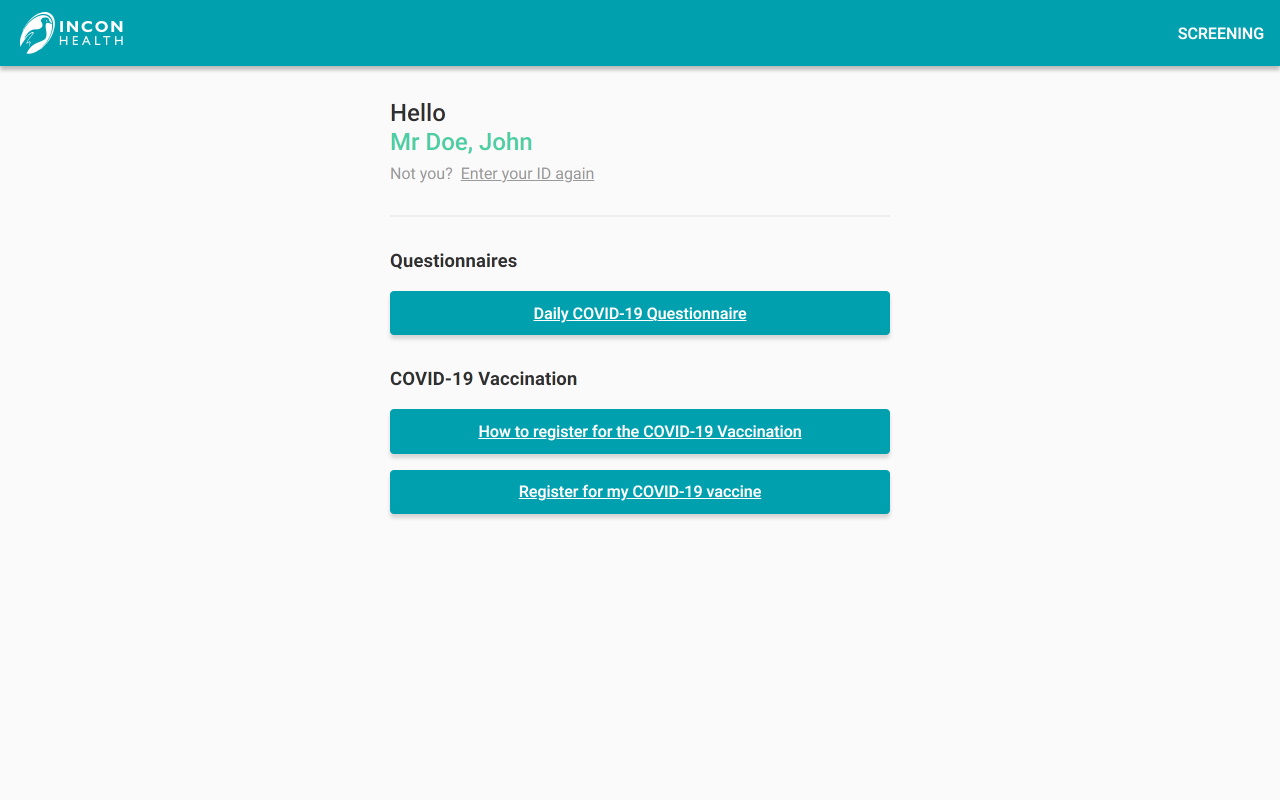 INCON
HEALTH
SCREENING
Hello
Mr Doe, John
Not you? Enter your ID again
Questionnaires
Daily COVID-19 Questionnaire
COVID-19 Vaccination
How to register for the COVID-19 Vaccination
Register for my COVID-19 vaccine